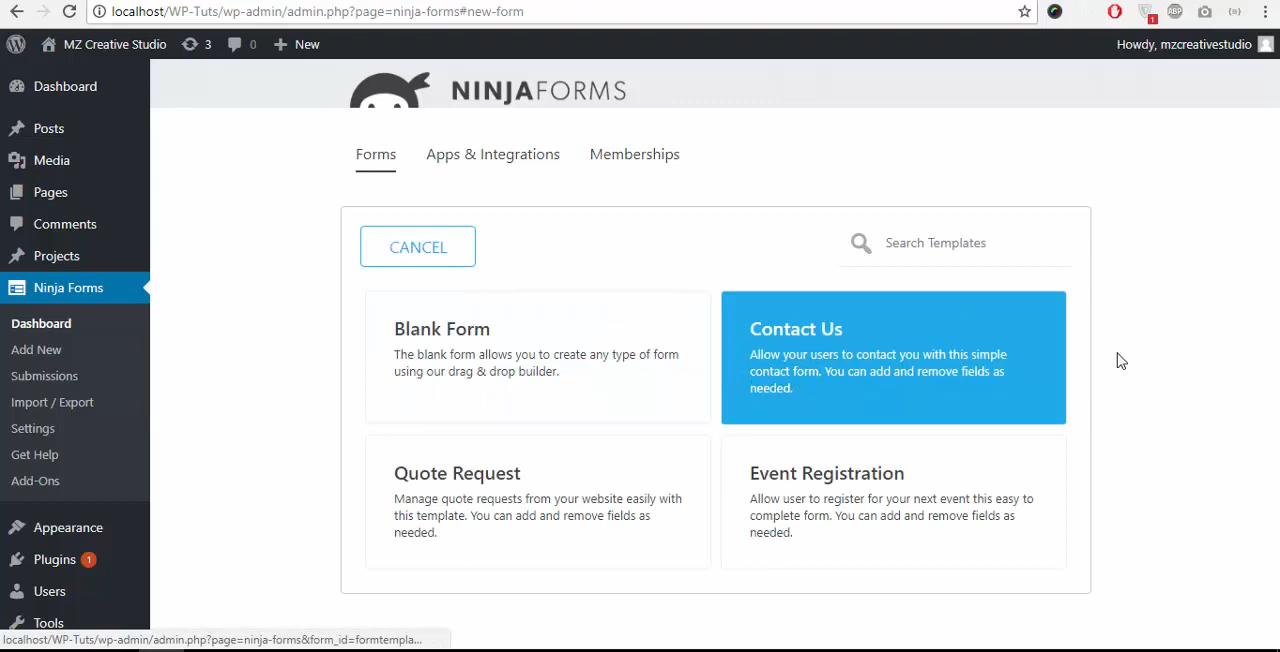 localhost/WP-Tuts/wp-admin/admin.php?page=ninja-forms#new-form
1
ABP
MZ Creative Studio 3 0 New
Howdy, mzcreativestudio
Dashboard
Posts
Media
Pages
Comments
Projects
Ninja Forms
Dashboard
Add New
Submissions
Import / Export
Settings
Get Help
Add-Ons
Appearance
Plugins 1
Users
Tools
NINJAFORMS
Forms Apps & Integrations Memberships
CANCEL
Search Templates
Blank Form
The blank form allows you to create any type of form
using our drag & drop builder.
Contact Us
Allow your users to contact you with this simple
contact form. You can add and remove fields as
needed.
Quote Request
Manage quote requests from your website easily with
this template. You can add and remove fields as
needed.
Event Registration
Allow user to register for your next event this easy to
complete form. You can add and remove fields as
needed.
localhost/WP-Tuts/wp-admin/admin.php?page=ninja-forms&form_id=formtempla...